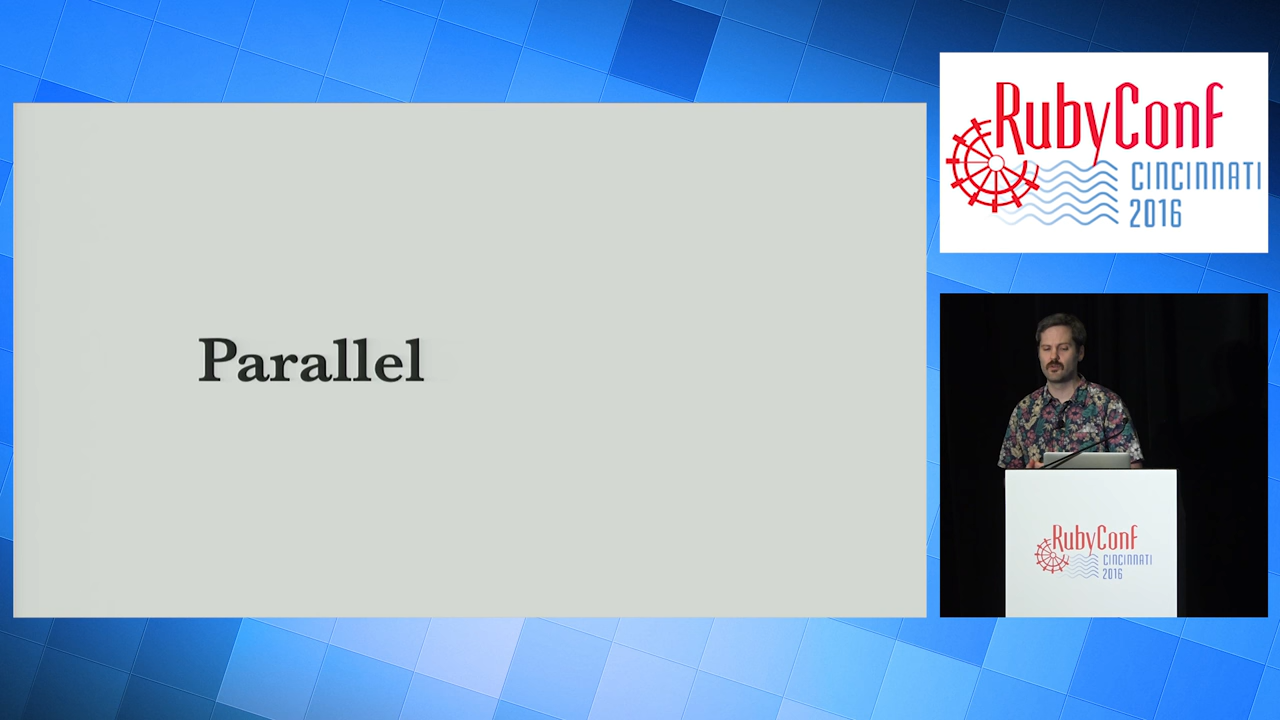 Parallel
RubyConf
CINCINNATI
2016
RubyConf
CINCINNATI
2016